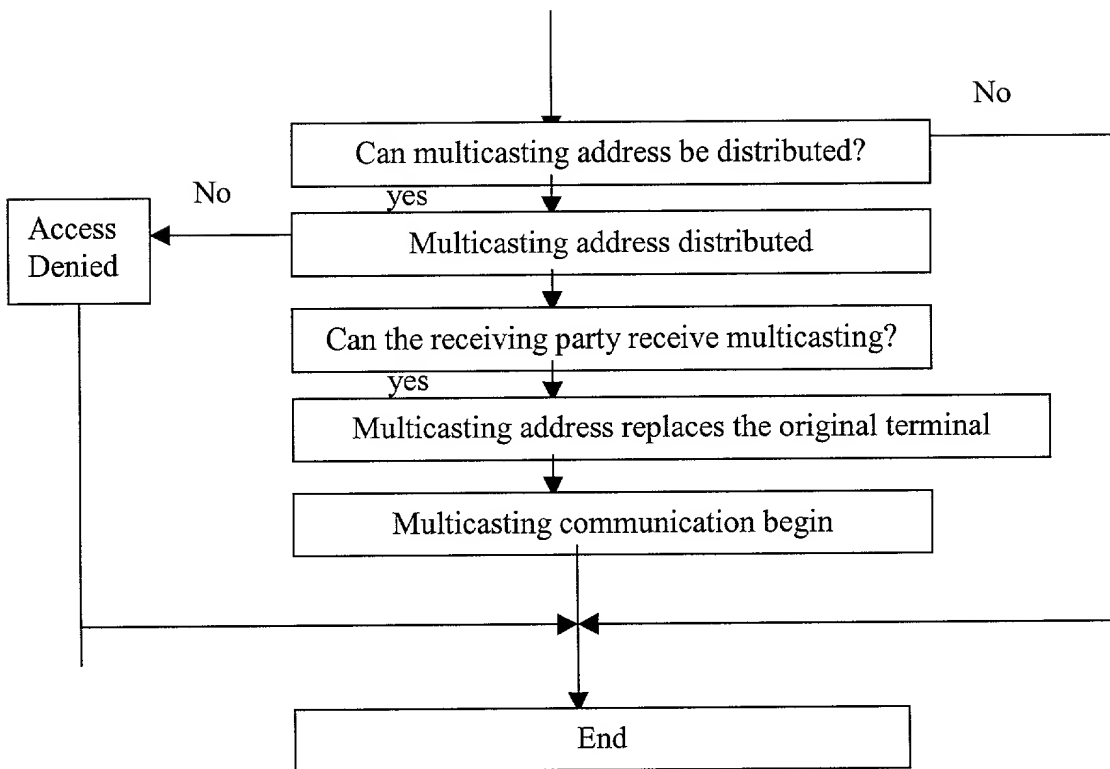 No
Can multicasting address be distributed?
No
yes
Access
Denied
Multicasting address distributed
Can the receiving party receive multicasting?
yes
Multicasting address replaces the original terminal
Multicasting communication begin
End